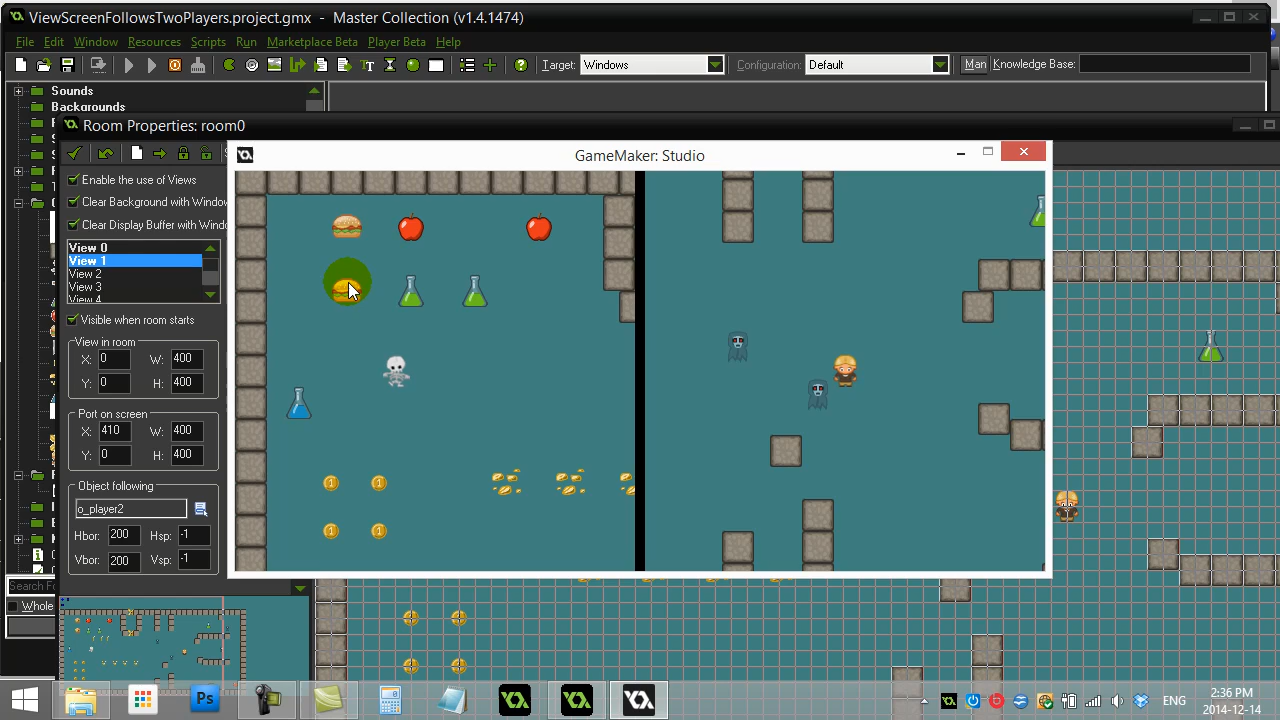 ViewScreenFollowsTwoPlayers.project.gmx - Master Collection (v1.4.1474)
File Edit Window Resources Scripts Run Marketplace Beta Player Beta Help
Target: Windows Configuration: Default Man Knowledge Base:
Sounds
Backgrounds
Room Properties: room0
GameMaker: Studio
Enable the use of Views
Clear Background with Window
Clear Display Buffer with Window
View 0
View 1
View 2
View 3
View 4
Visible when room starts
View in room
X: 0 W: 400
Y: 0 H: 400
Port on screen
X: 410 W: 400
Y: 0 H: 400
Object following
o_player2
Hbor: 200 Hsp: -1
Vbor: 200 Vsp: -1
Whole
Ps
ENG
2:36 PM
2014-12-14